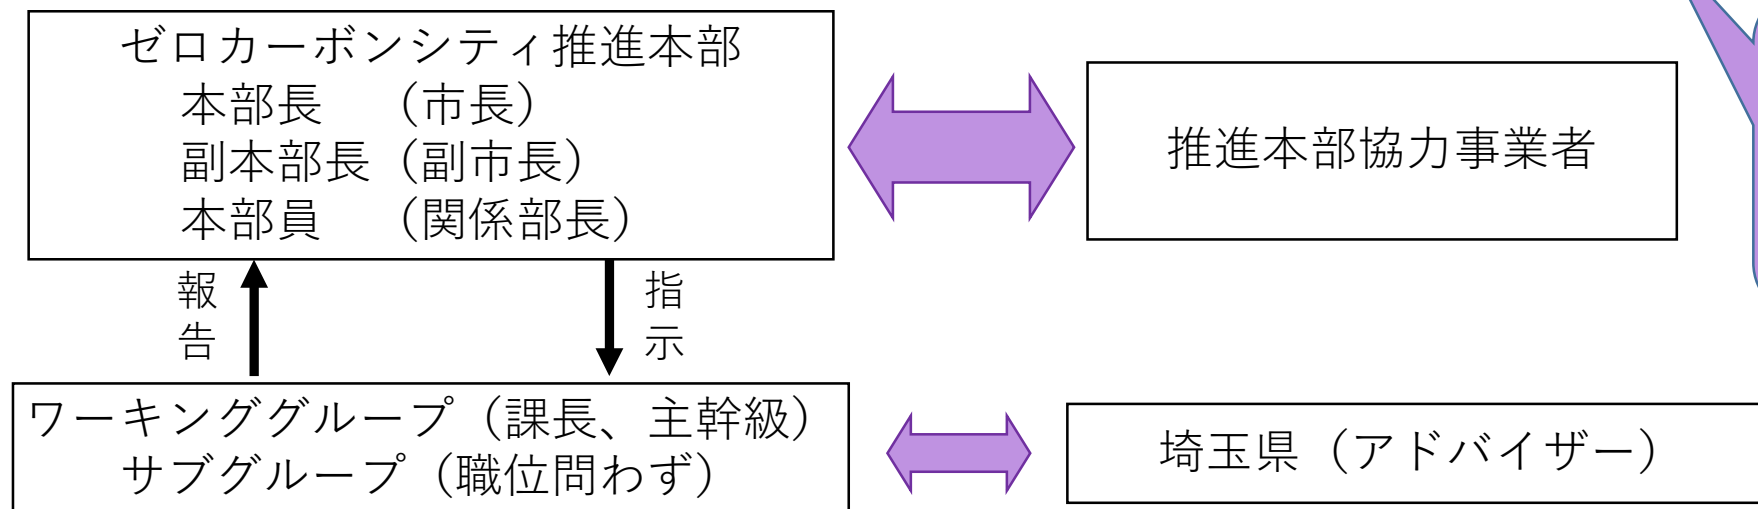 ゼロカーボンシティ推進本部
本部長　（市長）
副本部長（副市長）
本部員　（関係部長）
推進本部協力事業者
報告
指示
ワーキンググループ（課長、主幹級）
サブグループ（職位問わず）
埼玉県（アドバイザー）